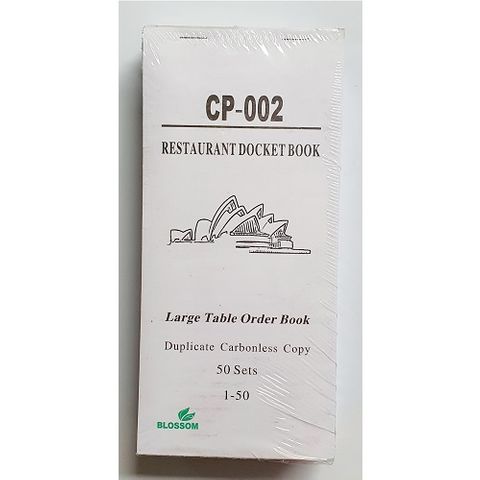 CP-002
RESTAURANT DOCKET BOOK
Large Table Order Book
Duplicate Carbonless Copy
50 Sets
1-50
BLOSSOM